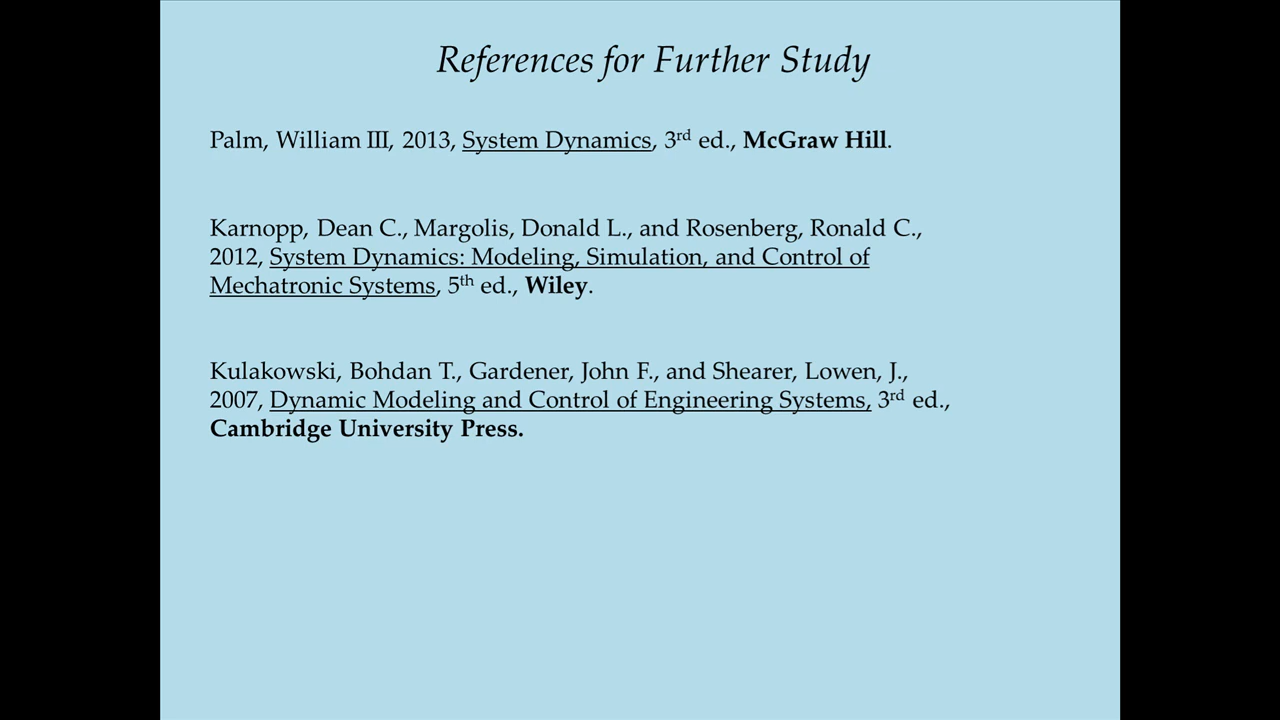 References for Further Study
Palm, William III, 2013, System Dynamics, 3rd ed., McGraw Hill.
Karnopp, Dean C., Margolis, Donald L., and Rosenberg, Ronald C.,
2012, System Dynamics: Modeling, Simulation, and Control of
Mechatronic Systems, 5th ed., Wiley.
Kulakowski, Bohdan T., Gardener, John F., and Shearer, Lowen, J.,
2007, Dynamic Modeling and Control of Engineering Systems, 3rd ed.,
Cambridge University Press.